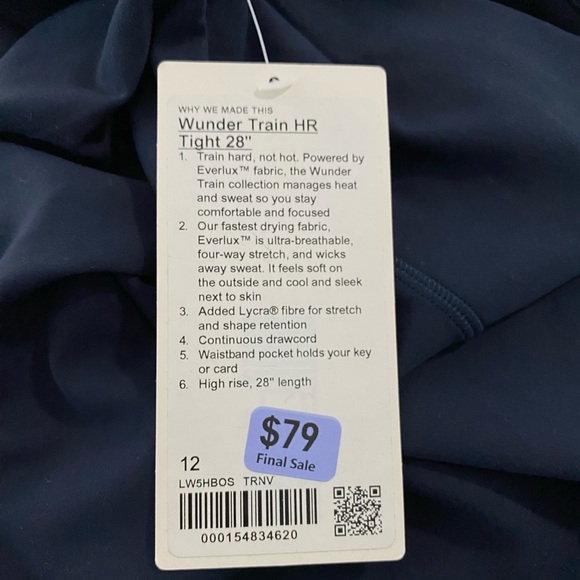 WHY WE MADE THIS
Wunder Train HR
Tight 28"
1. Train hard, not hot. Powered by
Everlux™ fabric, the Wunder
Train collection manages heat
and sweat so you stay
comfortable and focused
2. Our fastest drying fabric,
Everlux™ is ultra-breathable,
four-way stretch, and wicks
away sweat. It feels soft on
the outside and cool and sleek
next to skin
3. Added Lycra® fibre for stretch
and shape retention
4. Continuous drawcord
5. Waistband pocket holds your key
or card
6. High rise, 28" length
$79
Final Sale
12
LW5HBOS TRNV
000154834620